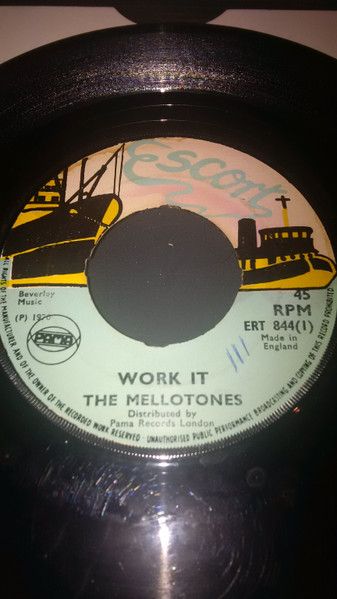 Escort
Beverley
Music
(P) 1970
PAMA
45
RPM
ERT 844(1)
Made in
England
WORK IT
THE MELLOTONES
Distributed by
Pama Records London
ALL RIGHTS OF THE MANUFACTURER AND OF THE OWNER OF THE RECORDED WORK RESERVED · UNAUTHORISED PUBLIC PERFORMANCE BROADCASTING AND COPYING OF THIS RECORD PROHIBITED